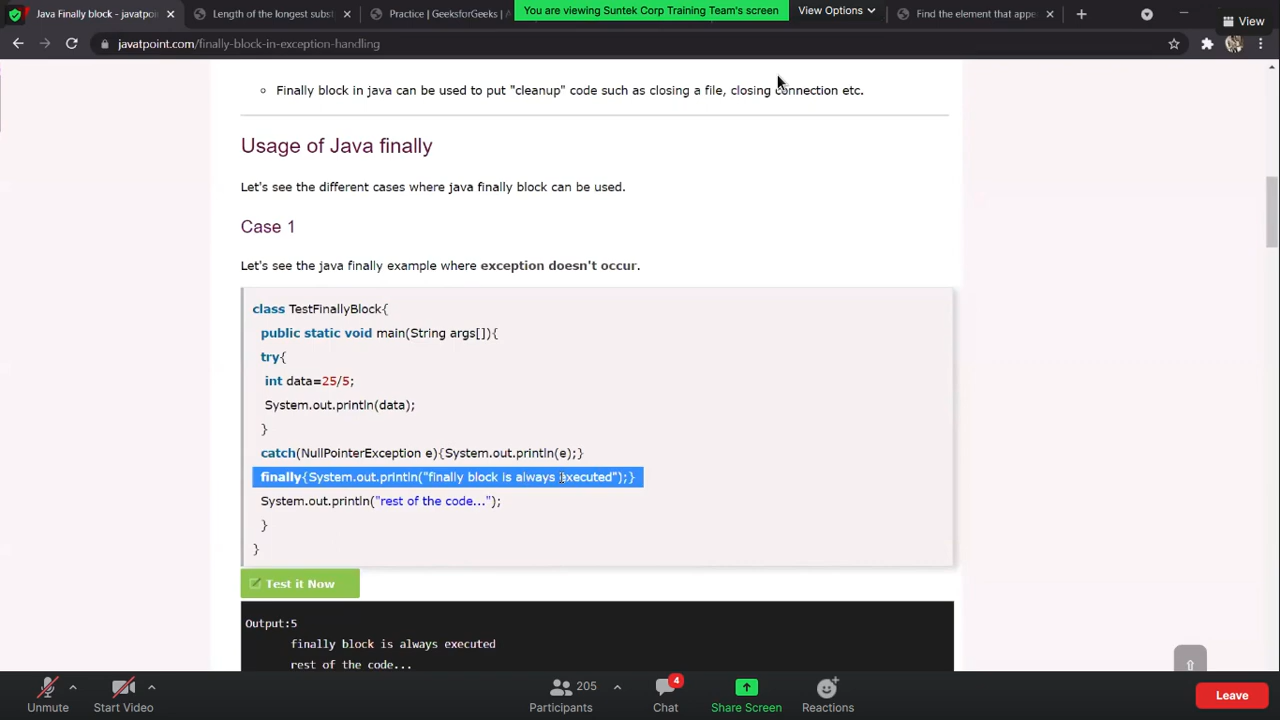 Java Finally block - javatpoi
Length of the longest subst
Practice | GeeksforGeeks | A
You are viewing Suntek Corp Training Team's screen
View Options
Find the element that appe
View
javatpoint.com/finally-block-in-exception-handling
Finally block in java can be used to put "cleanup" code such as closing a file, closing connection etc.
Usage of Java finally
Let's see the different cases where java finally block can be used.
Case 1
Let's see the java finally example where exception doesn't occur.
class TestFinallyBlock{
public static void main(String args[]){
try{
int data=25/5;
System.out.println(data);
}
catch(NullPointerException e){System.out.println(e);}
finally{System.out.println("finally block is always executed");}
System.out.println("rest of the code...");
}
}
Test it Now
Output:5
finally block is always executed
rest of the code...
Unmute
Start Video
205
Participants
4
Chat
Share Screen
Reactions
Leave